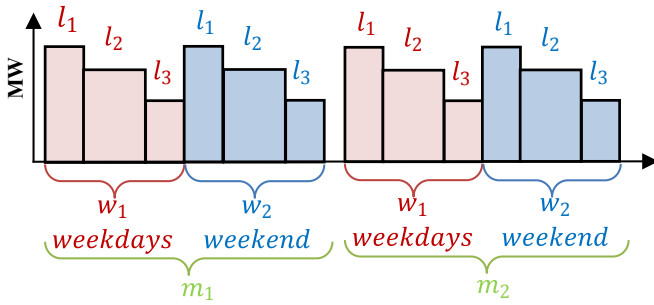 MW
l₁ l₂ l₃ l₁ l₂ l₃ l₁ l₂ l₃ l₁ l₂ l₃
w₁ w₂ w₁ w₂
weekdays weekend weekdays weekend
m₁ m₂